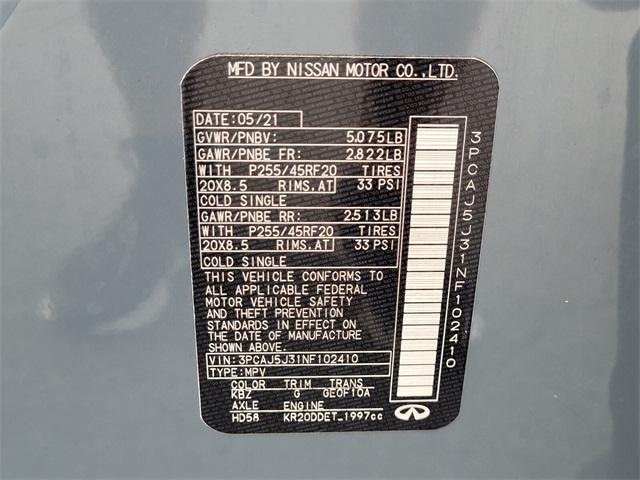 MFD BY NISSAN MOTOR CO.,LTD.
DATE:05/21
GVWR/PNBV: 5,075LB
GAWR/PNBE FR: 2,822LB
WITH P255/45RF20 TIRES
20X8.5 RIMS,AT 33 PSI
COLD SINGLE
GAWR/PNBE RR: 2,513LB
WITH P255/45RF20 TIRES
20X8.5 RIMS,AT 33 PSI
COLD SINGLE
THIS VEHICLE CONFORMS TO
ALL APPLICABLE FEDERAL
MOTOR VEHICLE SAFETY
AND THEFT PREVENTION
STANDARDS IN EFFECT ON
THE DATE OF MANUFACTURE
SHOWN ABOVE.
VIN:3PCAJ5J31NF102410
TYPE:MPV
COLOR TRIM TRANS
KBZ G GEOF10A
AXLE ENGINE
HD58 KR20DDET_1997cc
3PCAJ5J31NF102410